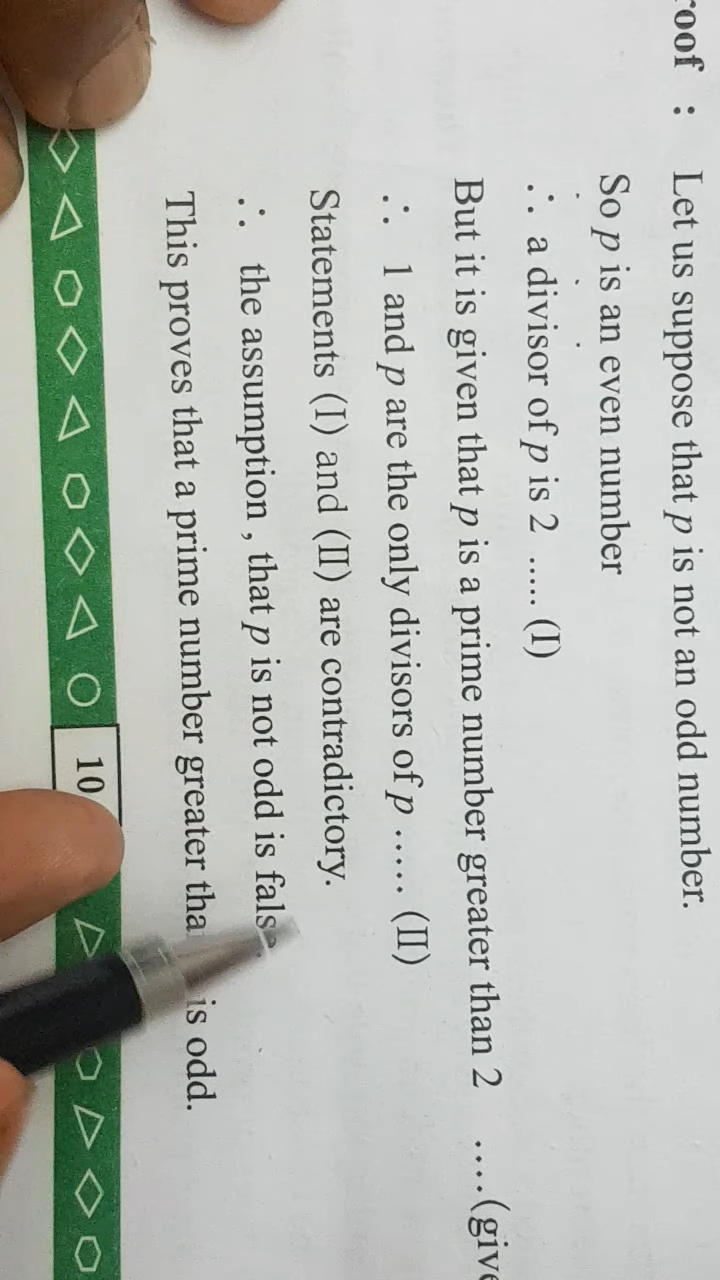 roof : Let us suppose that p is not an odd number.
So p is an even number
∴ a divisor of p is 2 ..... (I)
But it is given that p is a prime number greater than 2 .....(give
∴ 1 and p are the only divisors of p ..... (II)
Statements (I) and (II) are contradictory.
∴ the assumption , that p is not odd is false.
This proves that a prime number greater tha is odd.
10